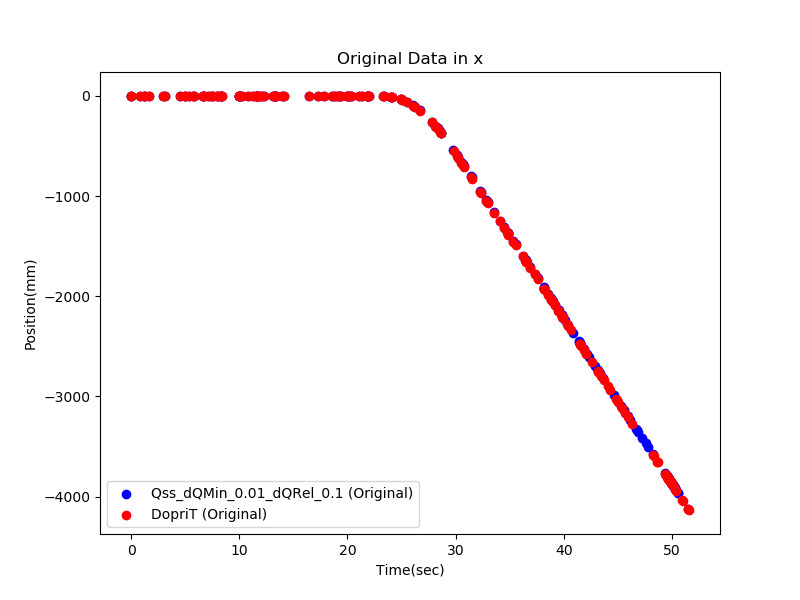 Original Data in x
Position(mm)
0
−1000
−2000
−3000
−4000
Qss_dQMin_0.01_dQRel_0.1 (Original)
DopriT (Original)
0 10 20 30 40 50
Time(sec)